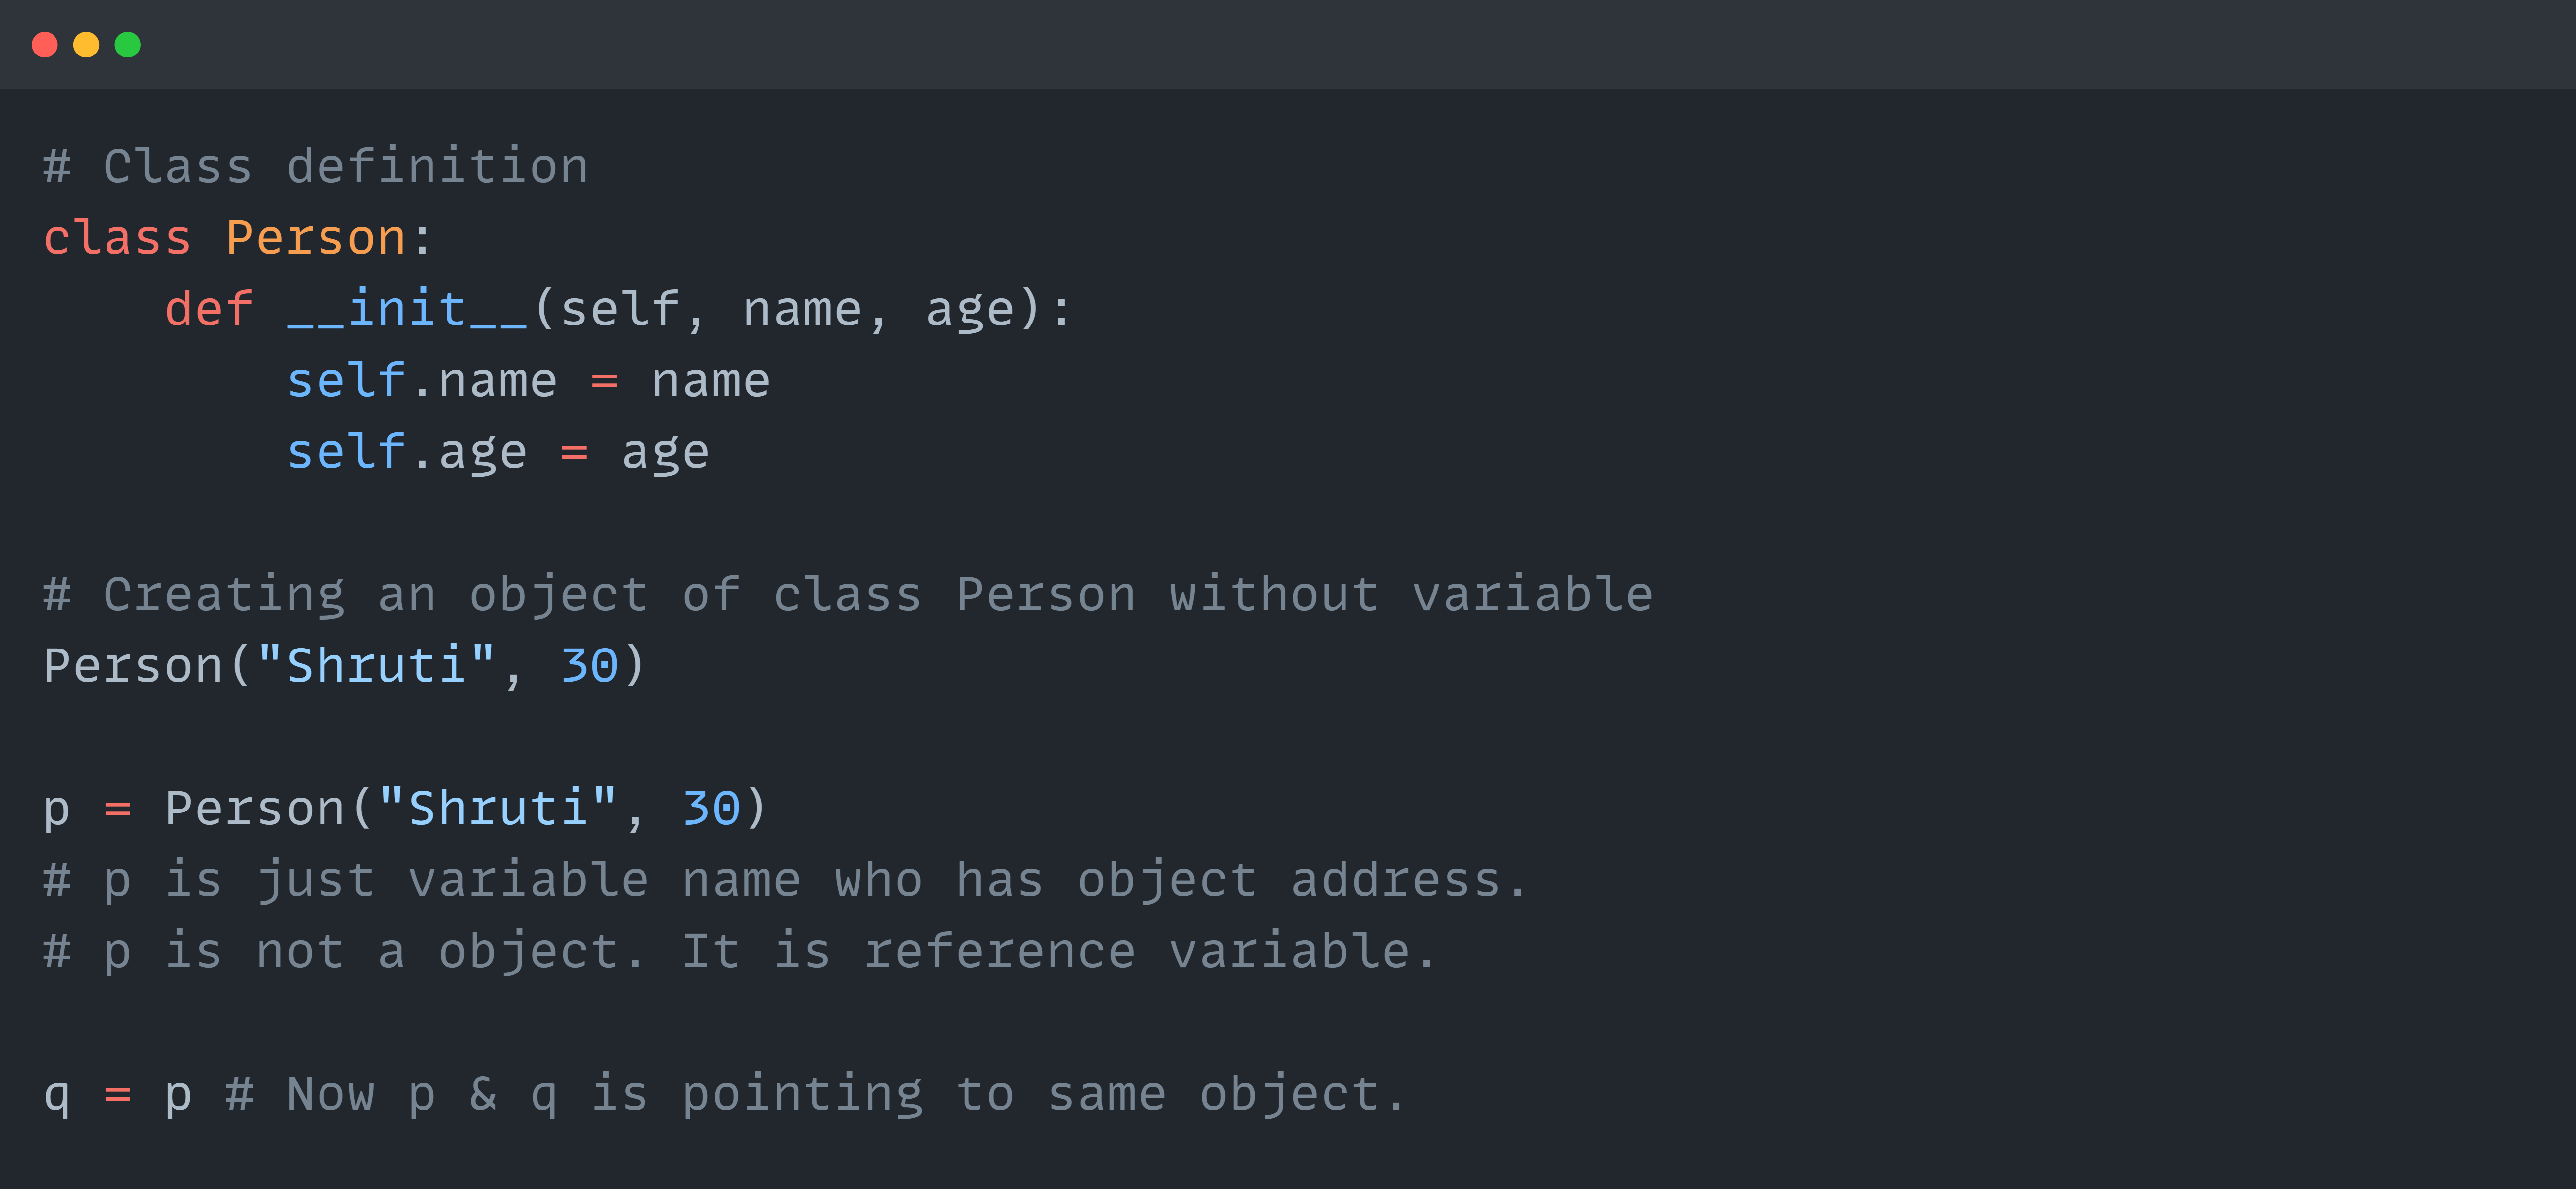 # Class definition
class Person:
    def __init__(self, name, age):
        self.name = name
        self.age = age

# Creating an object of class Person without variable
Person("Shruti", 30)

p = Person("Shruti", 30)
# p is just variable name who has object address.
# p is not a object. It is reference variable.

q = p # Now p & q is pointing to same object.